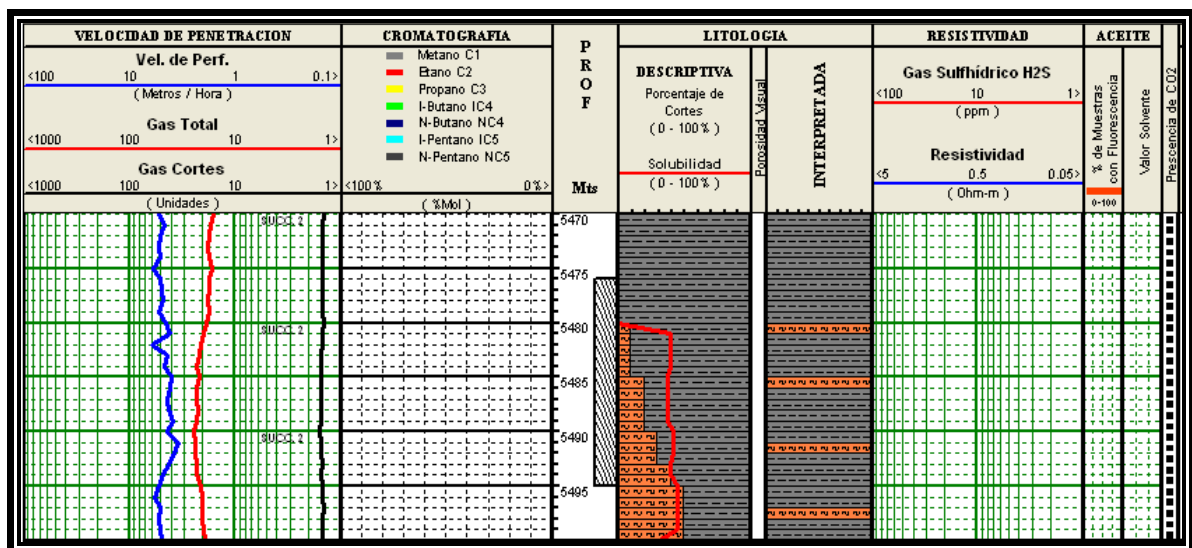 VELOCIDAD DE PENETRACION
Vel. de Perf.
<100 10 1 0.1>
( Metros / Hora )
Gas Total
<1000 100 10 1>
Gas Cortes
<1000 100 10 1>
( Unidades )
CROMATOGRAFIA
Metano C1
Etano C2
Propano C3
I-Butano IC4
N-Butano NC4
I-Pentano IC5
N-Pentano NC5
<100% 0%>
( %Mol )
PROF
Mts
LITOLOGIA
DESCRIPTIVA
Porcentaje de
Cortes
( 0 - 100% )
Solubilidad
( 0 - 100% )
Porosidad Visual
INTERPRETADA
RESISTIVIDAD
Gas Sulfhídrico H2S
<100 10 1>
( ppm )
Resistividad
<5 0.5 0.05>
( Ohm-m )
ACEITE
% de Muestras
con Fluorescencia
0-100
Valor Solvente
Prescencia de CO2
5470
5475
5480
5485
5490
5495